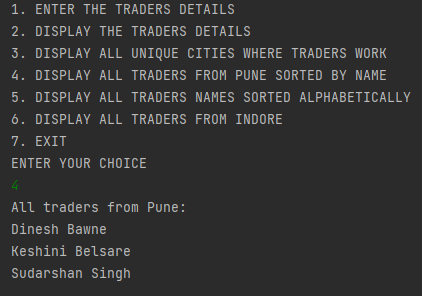 1. ENTER THE TRADERS DETAILS
2. DISPLAY THE TRADERS DETAILS
3. DISPLAY ALL UNIQUE CITIES WHERE TRADERS WORK
4. DISPLAY ALL TRADERS FROM PUNE SORTED BY NAME
5. DISPLAY ALL TRADERS NAMES SORTED ALPHABETICALLY
6. DISPLAY ALL TRADERS FROM INDORE
7. EXIT
ENTER YOUR CHOICE
4
All traders from Pune:
Dinesh Bawne
Keshini Belsare
Sudarshan Singh